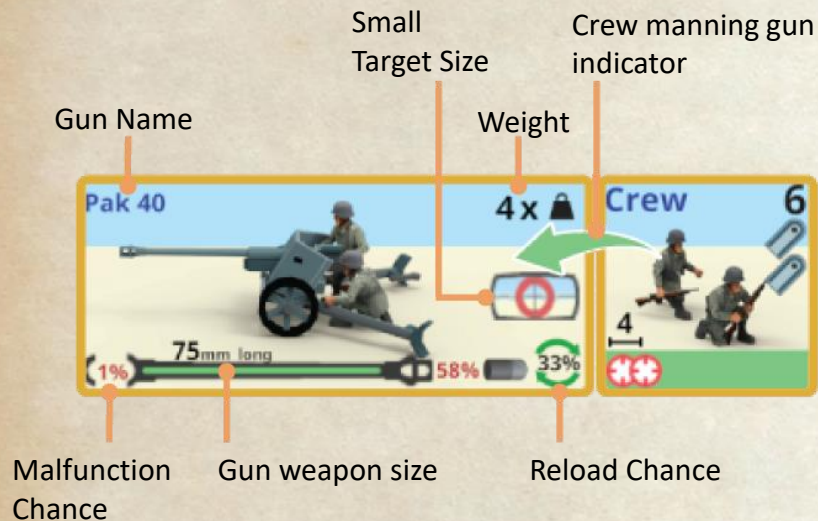 Small
Target Size
Crew manning gun
indicator
Gun Name
Weight
Pak 40
4 x
Crew
6
4
75mm long
1%
58%
33%
Malfunction
Chance
Gun weapon size
Reload Chance